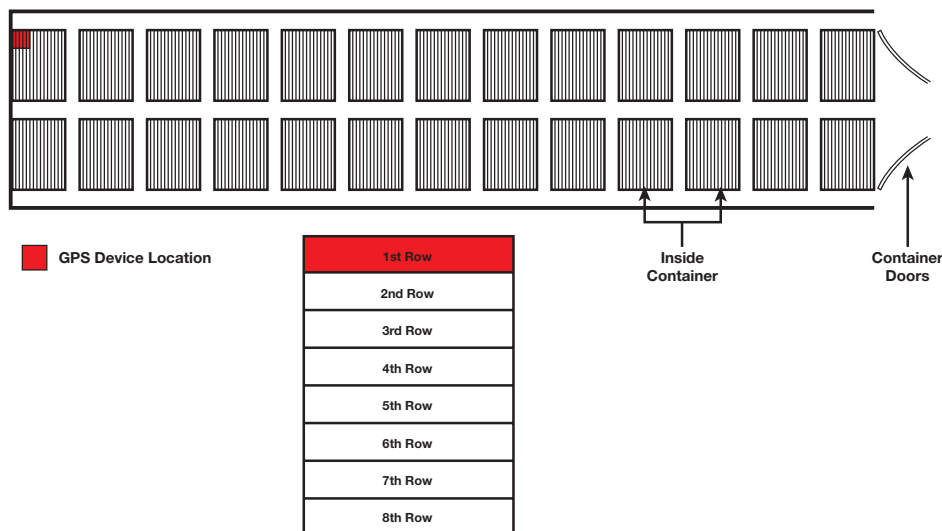 GPS Device Location
Inside
Container
Container
Doors
1st Row
2nd Row
3rd Row
4th Row
5th Row
6th Row
7th Row
8th Row